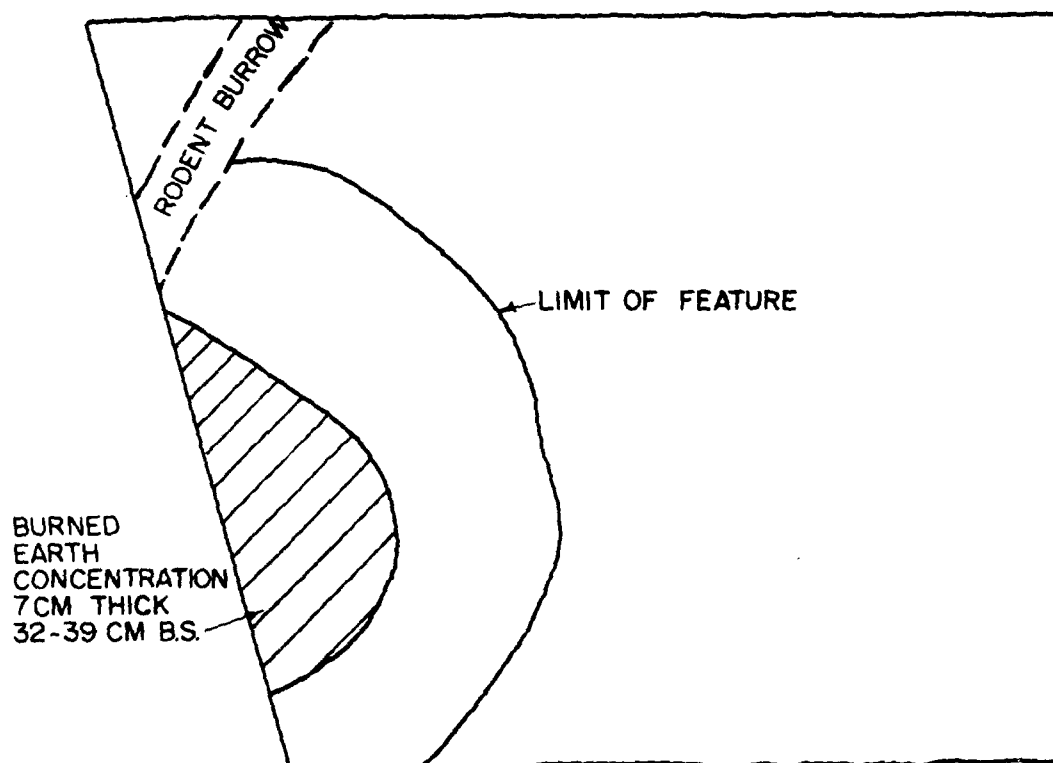 RODENT BURROW
LIMIT OF FEATURE
BURNED
EARTH
CONCENTRATION
7CM THICK
32-39 CM B.S.